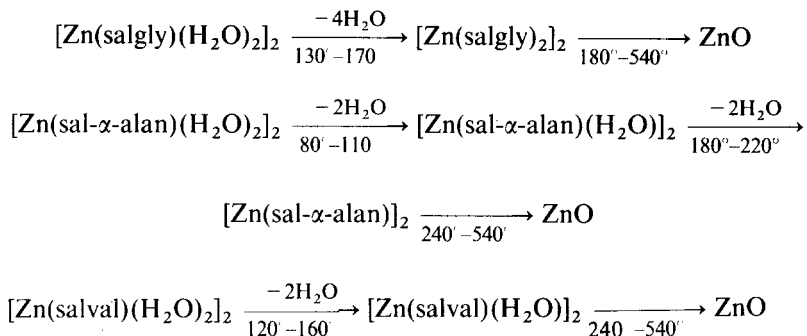 [Zn(salgly)(H₂O)₂]₂ −4H₂O 130′−170 [Zn(salgly)₂]₂ 180°−540° ZnO
[Zn(sal-α-alan)(H₂O)₂]₂ −2H₂O 80′−110 [Zn(sal-α-alan)(H₂O)]₂ −2H₂O 180°−220°
[Zn(sal-α-alan)]₂ 240′−540′ ZnO
[Zn(salval)(H₂O)₂]₂ −2H₂O 120′−160 [Zn(salval)(H₂O)]₂ 240 −540° ZnO